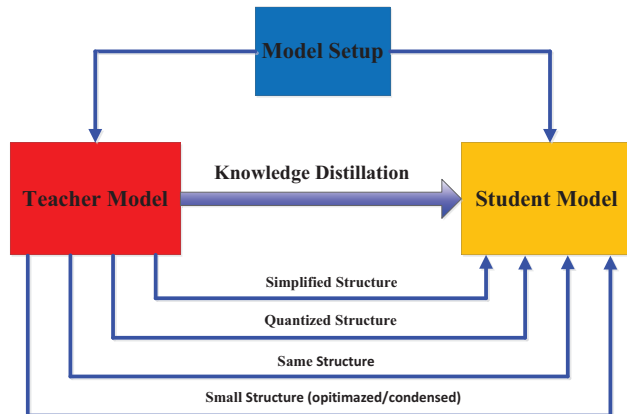 Model Setup
Knowledge Distillation
Teacher Model
Student Model
Simplified Structure
Quantized Structure
Same Structure
Small Structure (opitimazed/condensed)